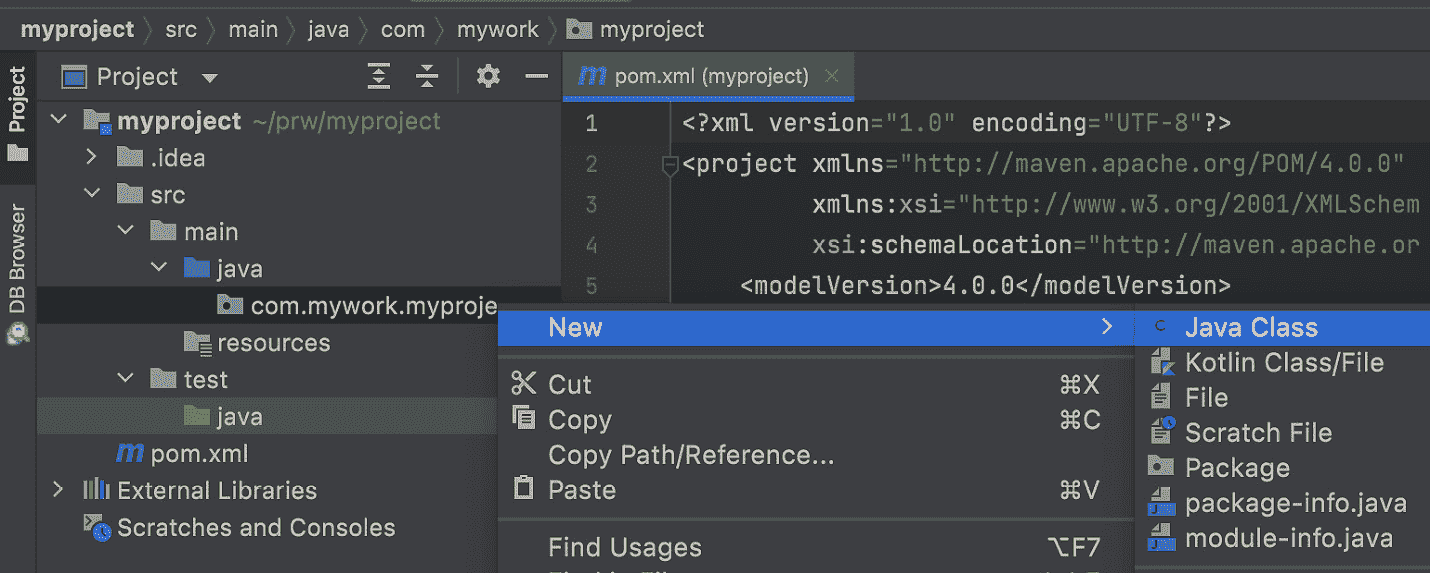 myproject 〉 src 〉 main 〉 java 〉 com 〉 mywork 〉 myproject
Project
DB Browser
Project
myproject ~/prw/myproject
.idea
src
main
java
com.mywork.myproje
resources
test
java
pom.xml
External Libraries
Scratches and Consoles
pom.xml (myproject)
1 <?xml version="1.0" encoding="UTF-8"?>
2 <project xmlns="http://maven.apache.org/POM/4.0.0"
3 xmlns:xsi="http://www.w3.org/2001/XMLSchem
4 xsi:schemaLocation="http://maven.apache.or
5 <modelVersion>4.0.0</modelVersion>
New
Cut ⌘X
Copy ⌘C
Copy Path/Reference...
Paste ⌘V
Find Usages ⌥F7
Java Class
Kotlin Class/File
File
Scratch File
Package
package-info.java
module-info.java